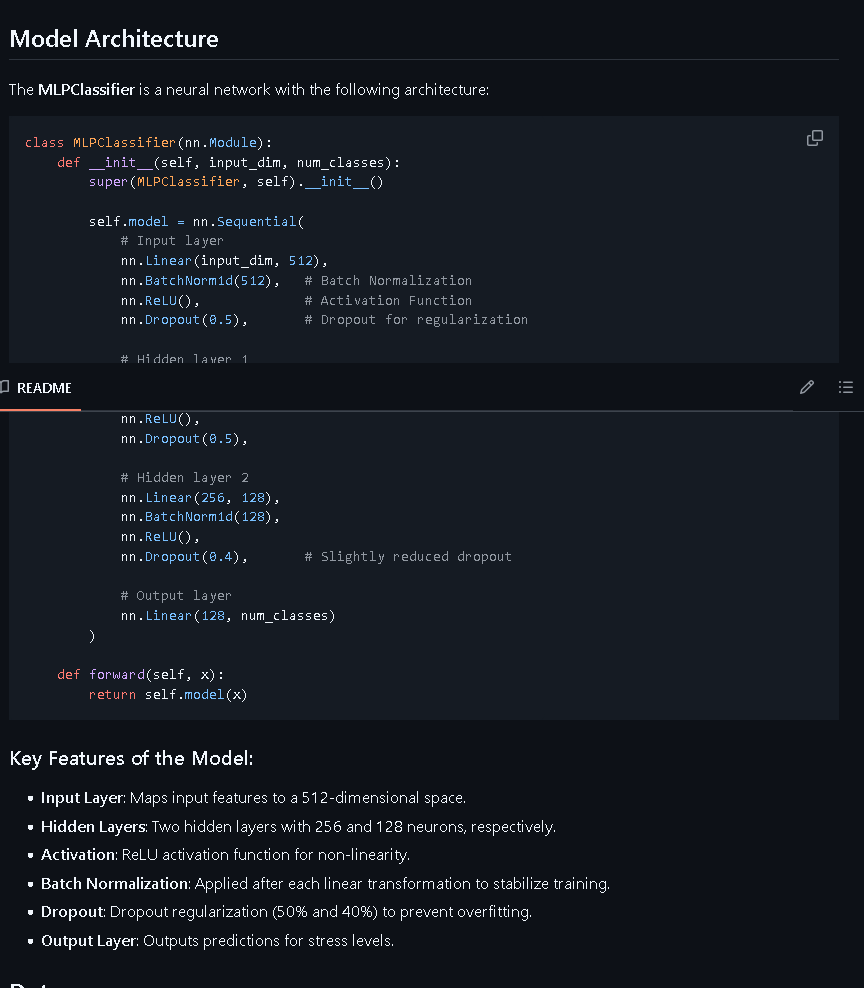 Model Architecture
The MLPClassifier is a neural network with the following architecture:
class MLPClassifier(nn.Module):
    def __init__(self, input_dim, num_classes):
        super(MLPClassifier, self).__init__()
        self.model = nn.Sequential(
            # Input layer
            nn.Linear(input_dim, 512),
            nn.BatchNorm1d(512),   # Batch Normalization
            nn.ReLU(),             # Activation Function
            nn.Dropout(0.5),       # Dropout for regularization
            # Hidden layer 1
README
            nn.ReLU(),
            nn.Dropout(0.5),
            # Hidden layer 2
            nn.Linear(256, 128),
            nn.BatchNorm1d(128),
            nn.ReLU(),
            nn.Dropout(0.4),       # Slightly reduced dropout
            # Output layer
            nn.Linear(128, num_classes)
        )
    def forward(self, x):
        return self.model(x)
Key Features of the Model:
• Input Layer: Maps input features to a 512-dimensional space.
• Hidden Layers: Two hidden layers with 256 and 128 neurons, respectively.
• Activation: ReLU activation function for non-linearity.
• Batch Normalization: Applied after each linear transformation to stabilize training.
• Dropout: Dropout regularization (50% and 40%) to prevent overfitting.
• Output Layer: Outputs predictions for stress levels.